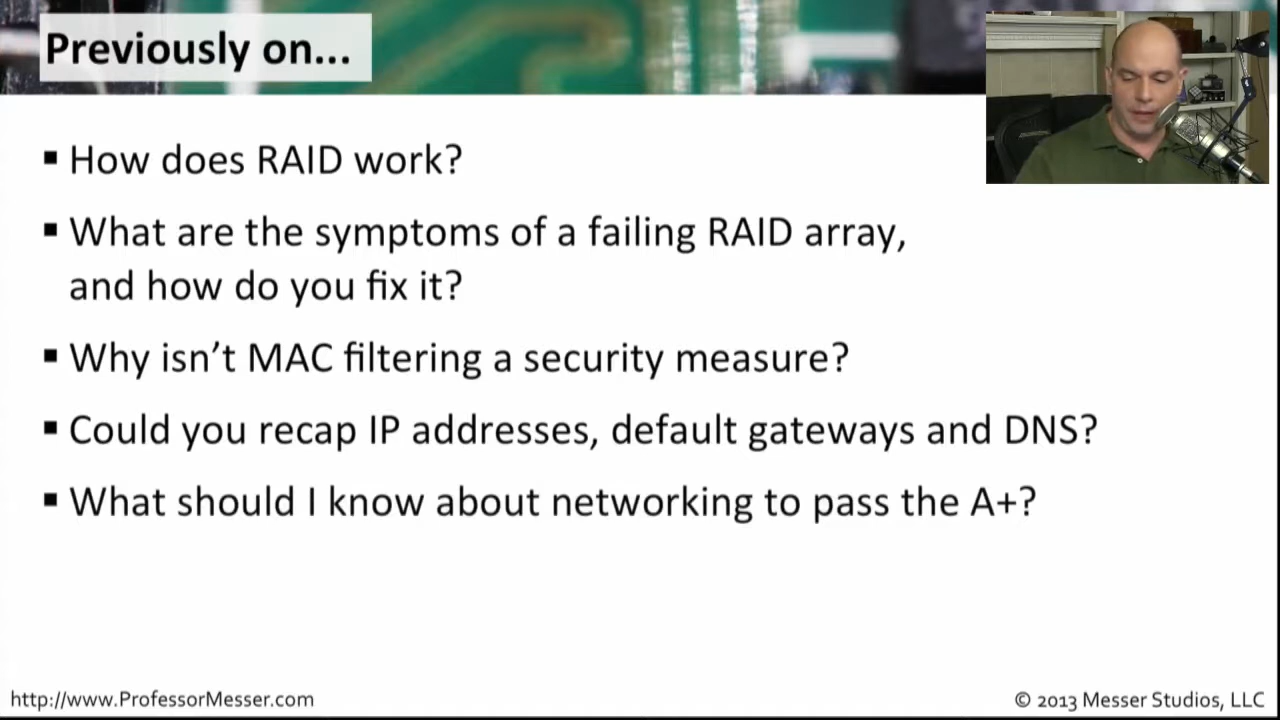 Previously on...
▪ How does RAID work?
▪ What are the symptoms of a failing RAID array,
and how do you fix it?
▪ Why isn’t MAC filtering a security measure?
▪ Could you recap IP addresses, default gateways and DNS?
▪ What should I know about networking to pass the A+?
http://www.ProfessorMesser.com
© 2013 Messer Studios, LLC